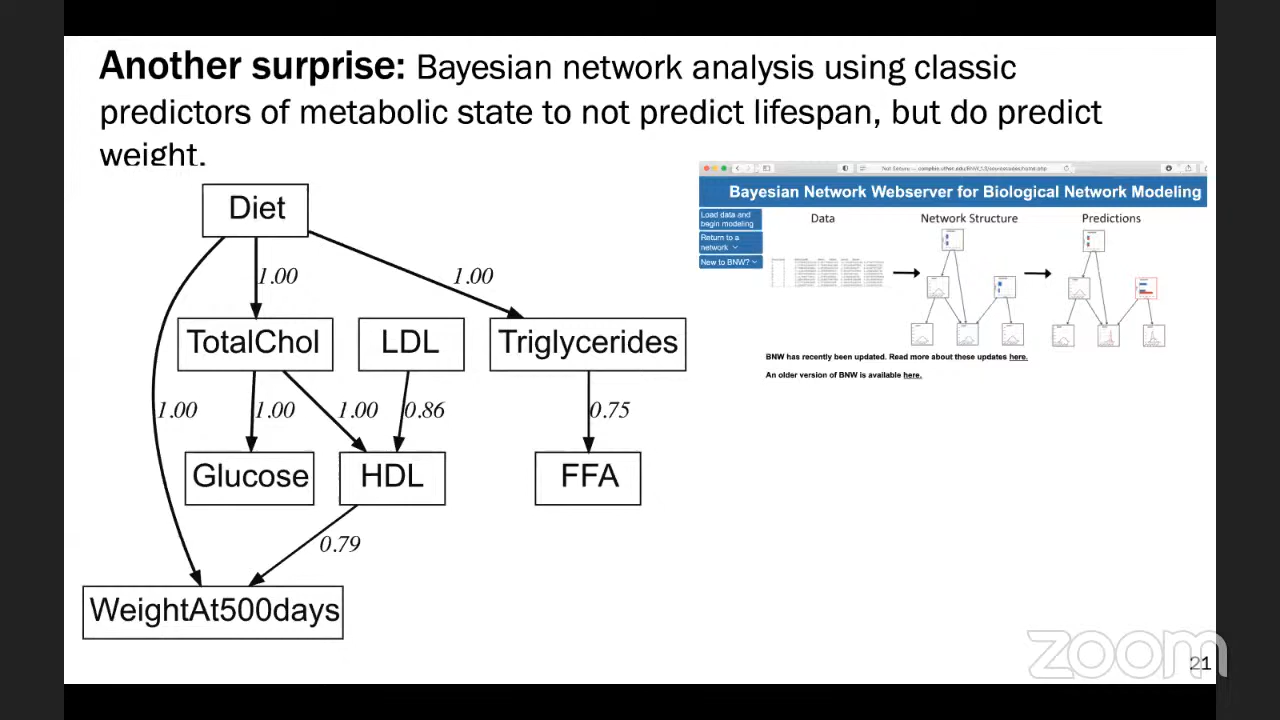 Another surprise: Bayesian network analysis using classic
predictors of metabolic state to not predict lifespan, but do predict
weight.
Diet
1.00
1.00
TotalChol
LDL
Triglycerides
1.00
1.00
1.00
0.86
0.75
Glucose
HDL
FFA
0.79
WeightAt500days
Bayesian Network Webserver for Biological Network Modeling
Load data and
begin modeling
Return to a
network
New to BNW?
Data
Network Structure
Predictions
BNW has recently been updated. Read more about these updates here.
An older version of BNW is available here.
zoom
21